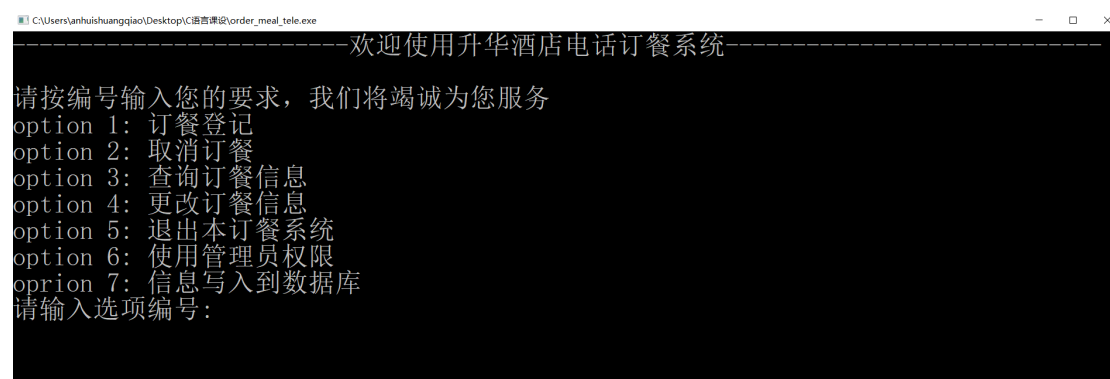 C:\Users\anhuishuangqiao\Desktop\C语言课设\order_meal_tele.exe
-------------------------欢迎使用升华酒店电话订餐系统----------------------------
请按编号输入您的要求，我们将竭诚为您服务
option 1: 订餐登记
option 2: 取消订餐
option 3: 查询订餐信息
option 4: 更改订餐信息
option 5: 退出本订餐系统
option 6: 使用管理员权限
oprion 7: 信息写入到数据库
请输入选项编号: